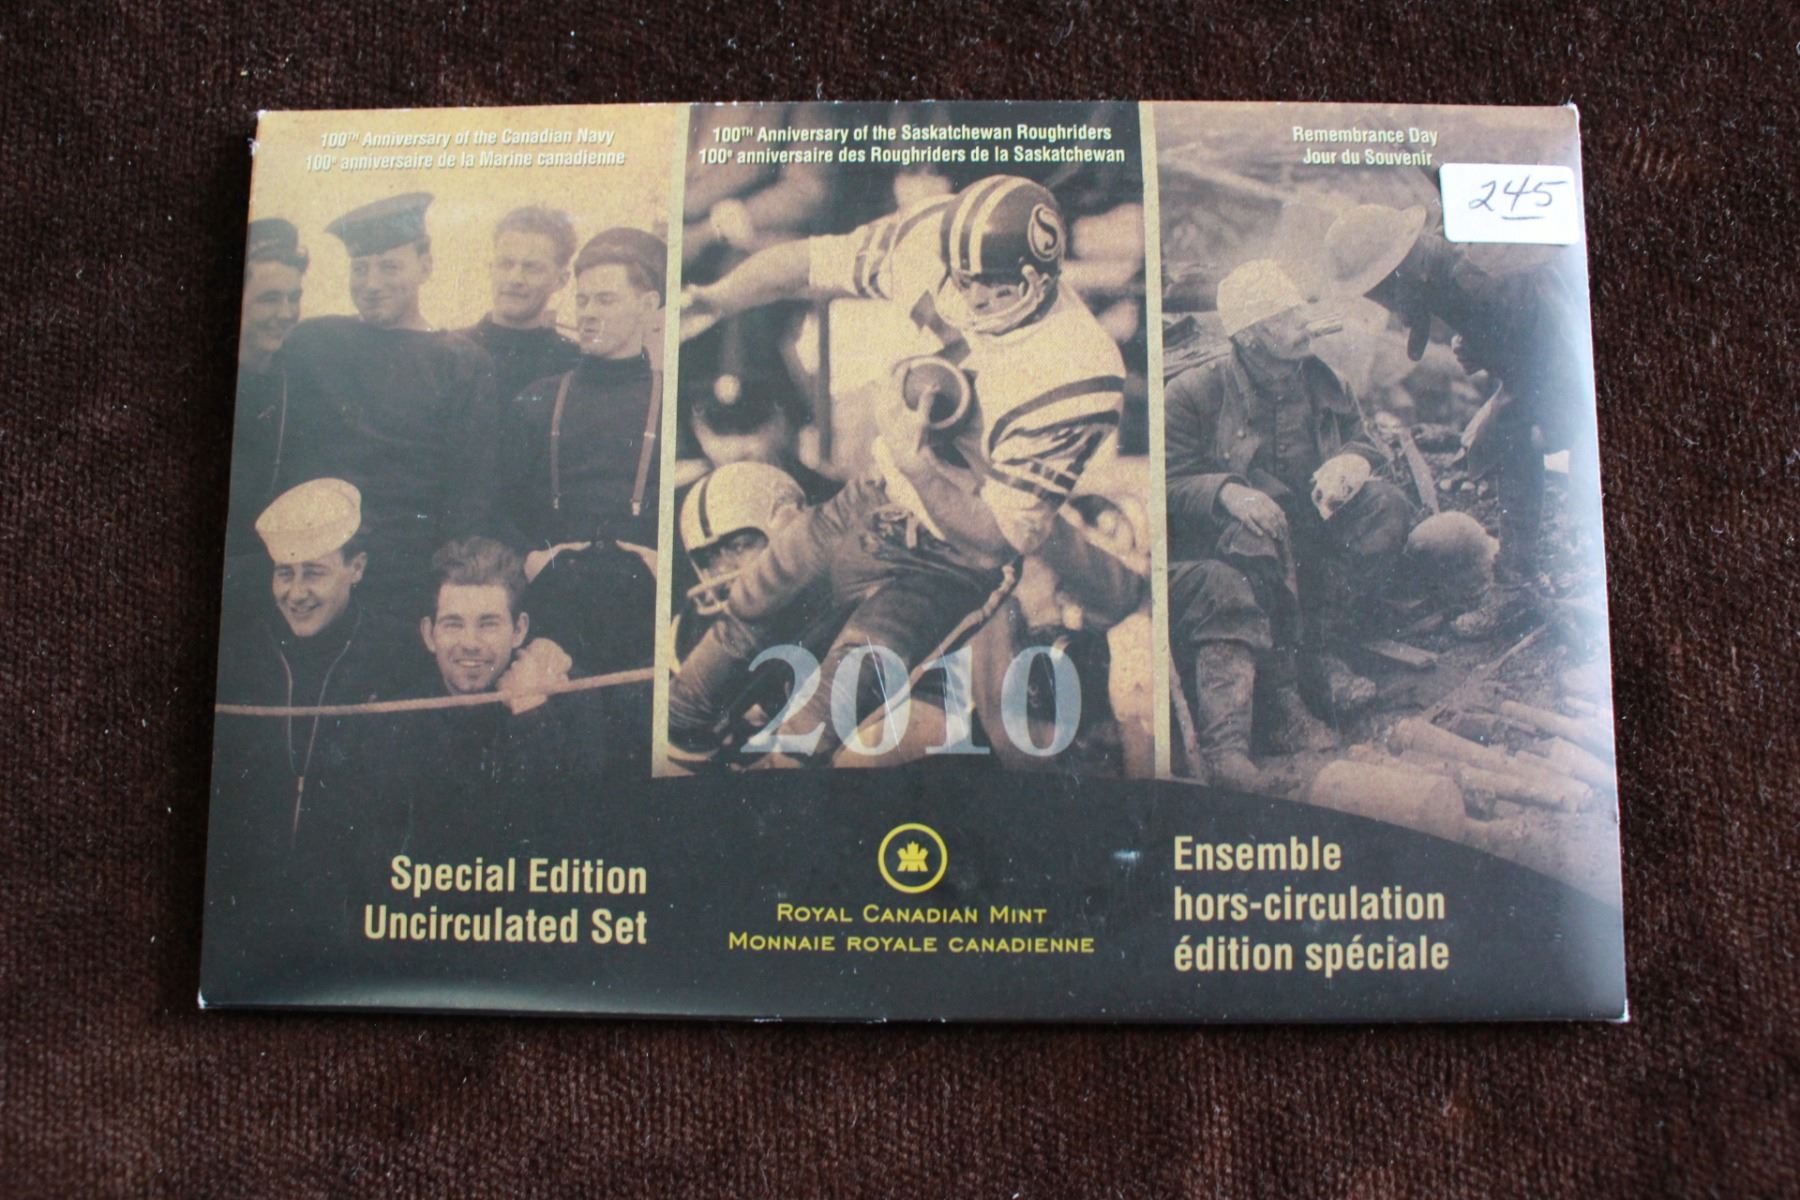 100TH Anniversary of the Canadian Navy
100e anniversaire de la Marine canadienne
100TH Anniversary of the Saskatchewan Roughriders
100e anniversaire des Roughriders de la Saskatchewan
Remembrance Day
Jour du Souvenir
245
S
2010
Special Edition
Uncirculated Set
ROYAL CANADIAN MINT
MONNAIE ROYALE CANADIENNE
Ensemble
hors-circulation
édition spéciale